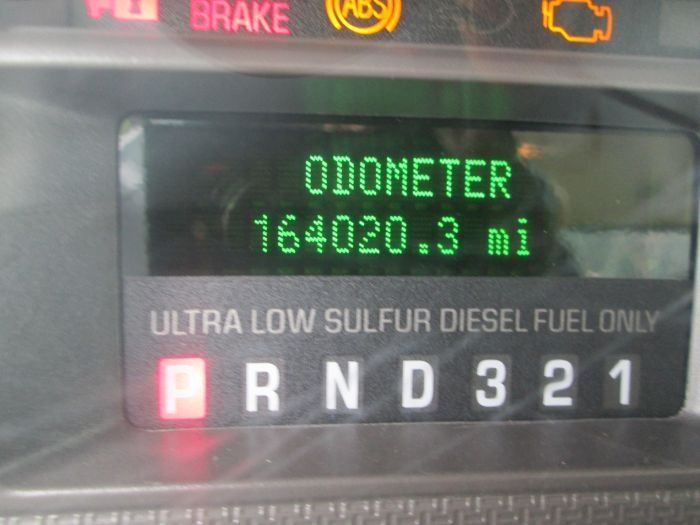 BRAKE
ABS
ODOMETER
164020.3 mi
ULTRA LOW SULFUR DIESEL FUEL ONLY
P R N D 3 2 1